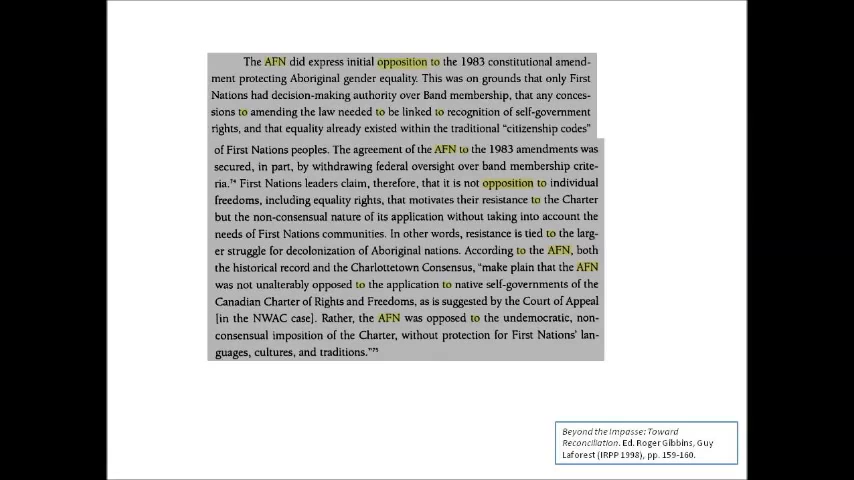 The AFN did express initial opposition to the 1983 constitutional amend-
ment protecting Aboriginal gender equality. This was on grounds that only First
Nations had decision-making authority over Band membership, that any conces-
sions to amending the law needed to be linked to recognition of self-government
rights, and that equality already existed within the traditional “citizenship codes”
of First Nations peoples. The agreement of the AFN to the 1983 amendments was
secured, in part, by withdrawing federal oversight over band membership crite-
ria.⁷⁴ First Nations leaders claim, therefore, that it is not opposition to individual
freedoms, including equality rights, that motivates their resistance to the Charter
but the non-consensual nature of its application without taking into account the
needs of First Nations communities. In other words, resistance is tied to the larg-
er struggle for decolonization of Aboriginal nations. According to the AFN, both
the historical record and the Charlottetown Consensus, “make plain that the AFN
was not unalterably opposed to the application to native self-governments of the
Canadian Charter of Rights and Freedoms, as is suggested by the Court of Appeal
[in the NWAC case]. Rather, the AFN was opposed to the undemocratic, non-
consensual imposition of the Charter, without protection for First Nations’ lan-
guages, cultures, and traditions.”⁷⁵
Beyond the Impasse: Toward
Reconciliation. Ed. Roger Gibbins, Guy
Laforest (IRPP 1998), pp. 159-160.